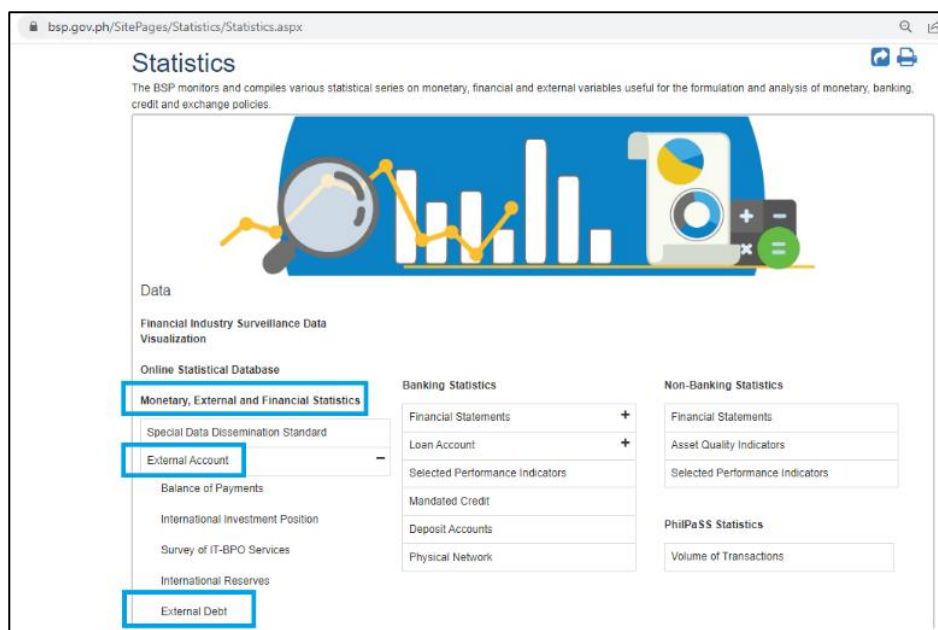 bsp.gov.ph/SitePages/Statistics/Statistics.aspx
Statistics
The BSP monitors and compiles various statistical series on monetary, financial and external variables useful for the formulation and analysis of monetary, banking,
credit and exchange policies.
Data
Financial Industry Surveillance Data
Visualization
Online Statistical Database
Monetary, External and Financial Statistics
Special Data Dissemination Standard
External Account −
Balance of Payments
International Investment Position
Survey of IT-BPO Services
International Reserves
External Debt
Banking Statistics
Financial Statements +
Loan Account +
Selected Performance Indicators
Mandated Credit
Deposit Accounts
Physical Network
Non-Banking Statistics
Financial Statements
Asset Quality Indicators
Selected Performance Indicators
PhilPaSS Statistics
Volume of Transactions